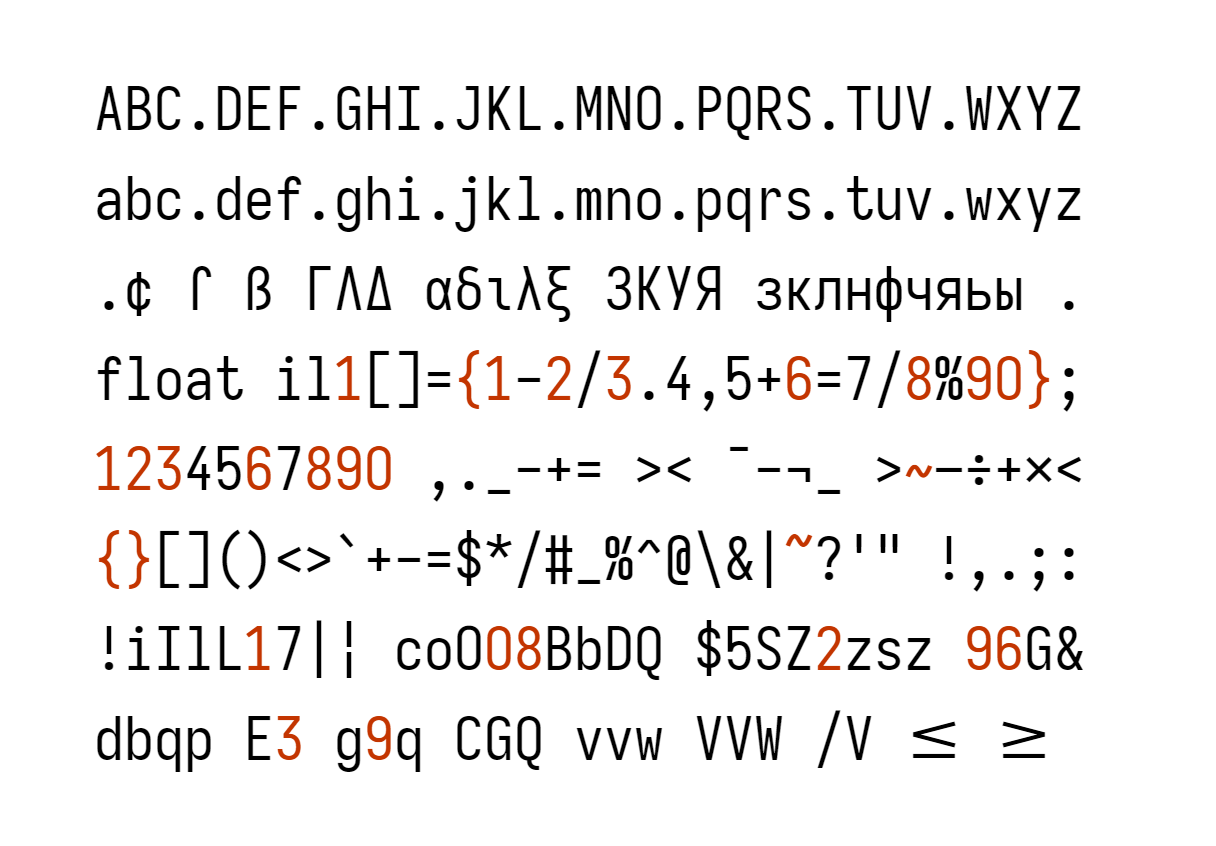 ABC.DEF.GHI.JKL.MNO.PQRS.TUV.WXYZ
abc.def.ghi.jkl.mno.pqrs.tuv.wxyz
.¢ ɼ ß ΓΛΔ αδιλξ ЗКУЯ зклнфчяьы .
float il1[]={1-2/3.4,5+6=7/8%90};
1234567890 ,._-+= >< ¯-¬_ >~−÷+×<
{}[]()<>`+-=$*/#_%^@\&|~?'" !,.;:
!iIlL17|¦ coO08BbDQ $5SZ2zsz 96G&
dbqp E3 g9q CGQ vvw VVW /V ≤ ≥